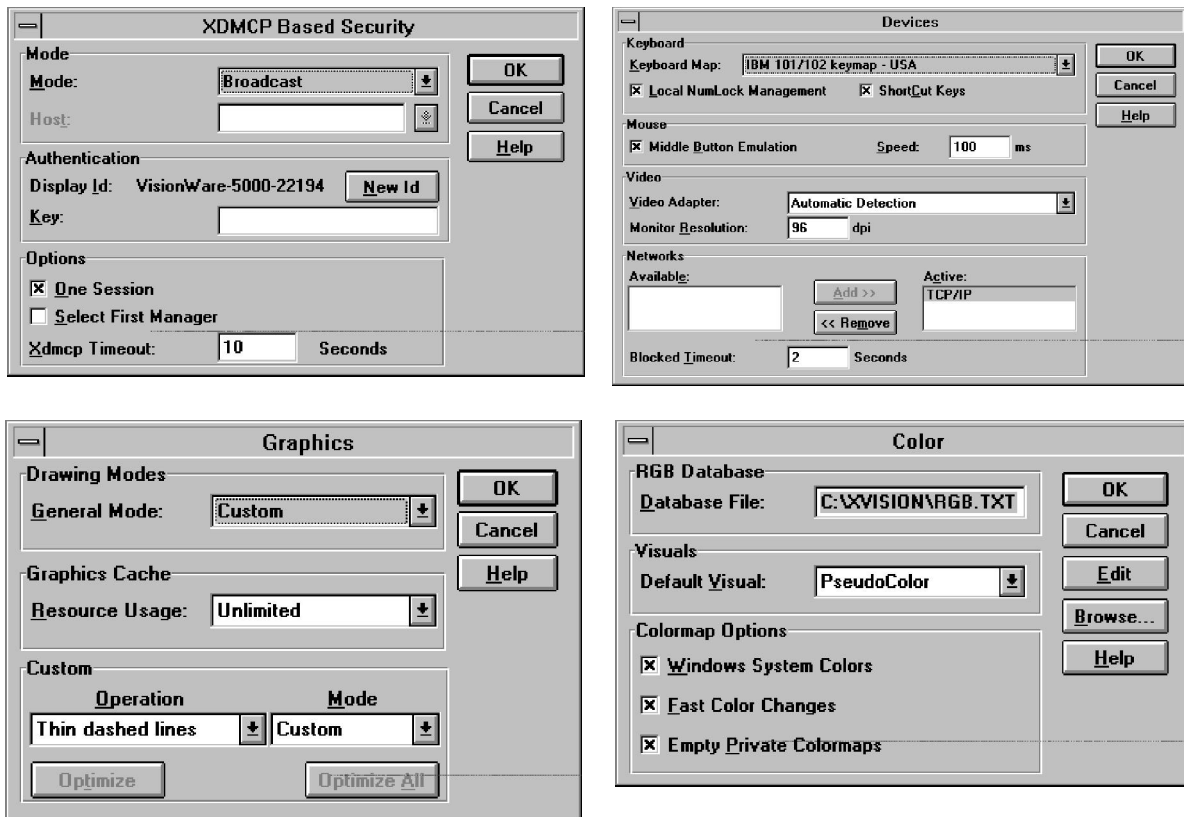 XDMCP Based Security
Mode
Mode: Broadcast
Host:
Authentication
Display Id: VisionWare-5000-22194 New Id
Key:
Options
One Session
Select First Manager
Xdmcp Timeout: 10 Seconds
OK
Cancel
Help
Devices
Keyboard
Keyboard Map: IBM 101/102 keymap - USA
Local NumLock Management ShortCut Keys
Mouse
Middle Button Emulation Speed: 100 ms
Video
Video Adapter: Automatic Detection
Monitor Resolution: 96 dpi
Networks
Available: Active:
Add >> TCP/IP
<< Remove
Blocked Timeout: 2 Seconds
OK
Cancel
Help
Graphics
Drawing Modes
General Mode: Custom
Graphics Cache
Resource Usage: Unlimited
Custom
Operation Mode
Thin dashed lines Custom
Optimize Optimize All
OK
Cancel
Help
Color
RGB Database
Database File: C:\XVISION\RGB.TXT
Visuals
Default Visual: PseudoColor
Colormap Options
Windows System Colors
Fast Color Changes
Empty Private Colormaps
OK
Cancel
Edit
Browse...
Help